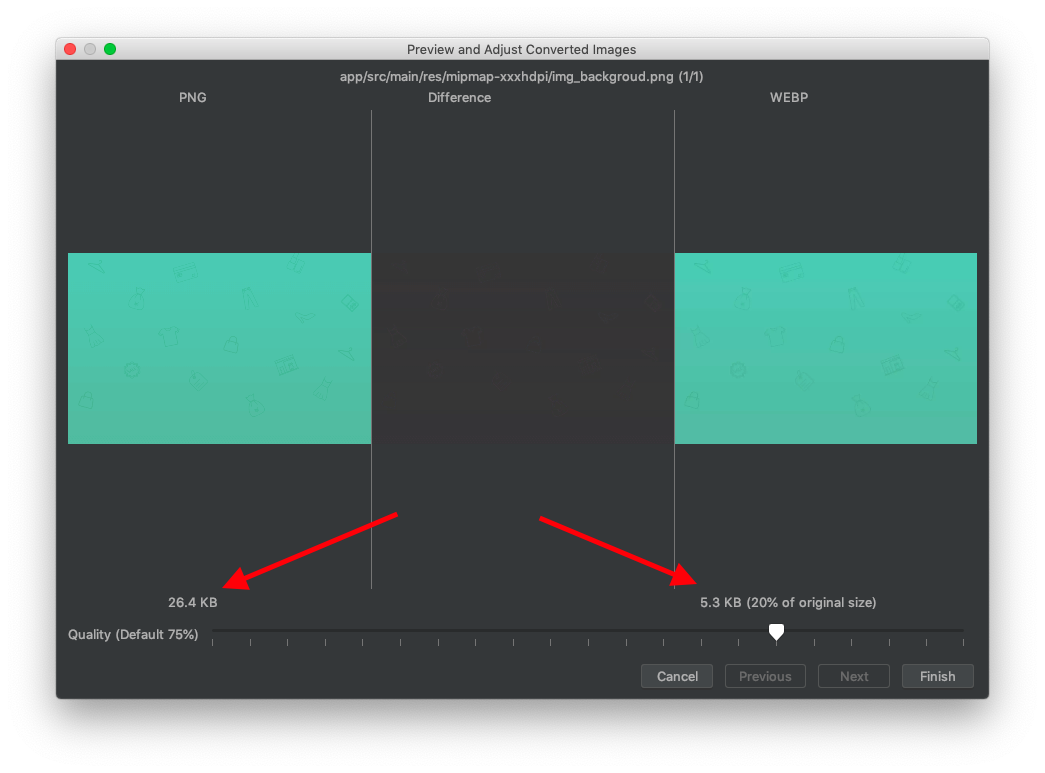 Preview and Adjust Converted Images
app/src/main/res/mipmap-xxxhdpi/img_backgroud.png (1/1)
PNG Difference WEBP
26.4 KB 5.3 KB (20% of original size)
Quality (Default 75%)
Cancel Previous Next Finish